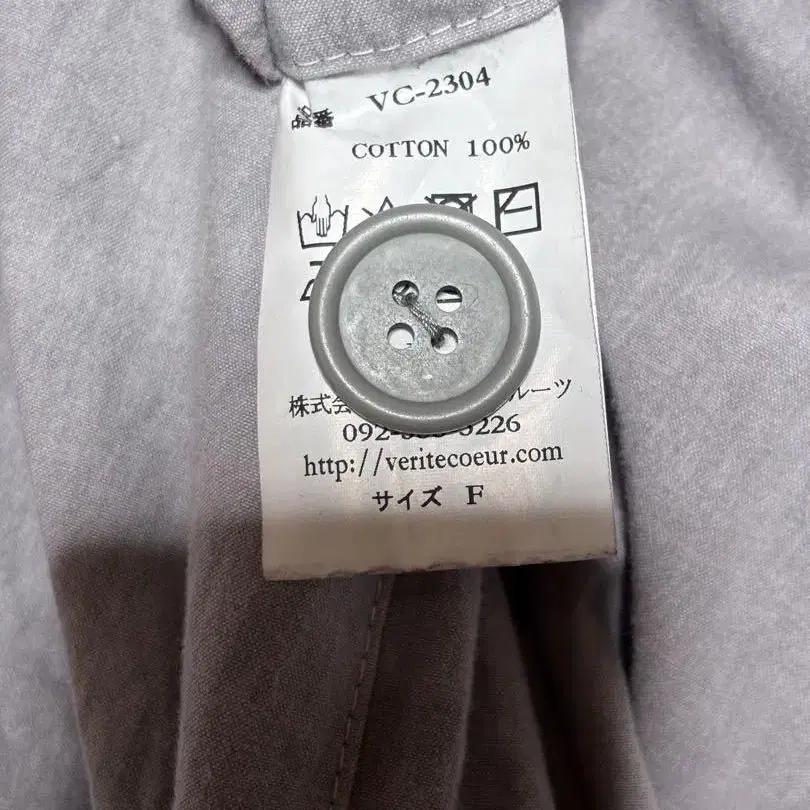 品番 VC-2304
COTTON 100%
株式会 ルーツ
092- 5226
http://veritecoeur.com
サイズ F